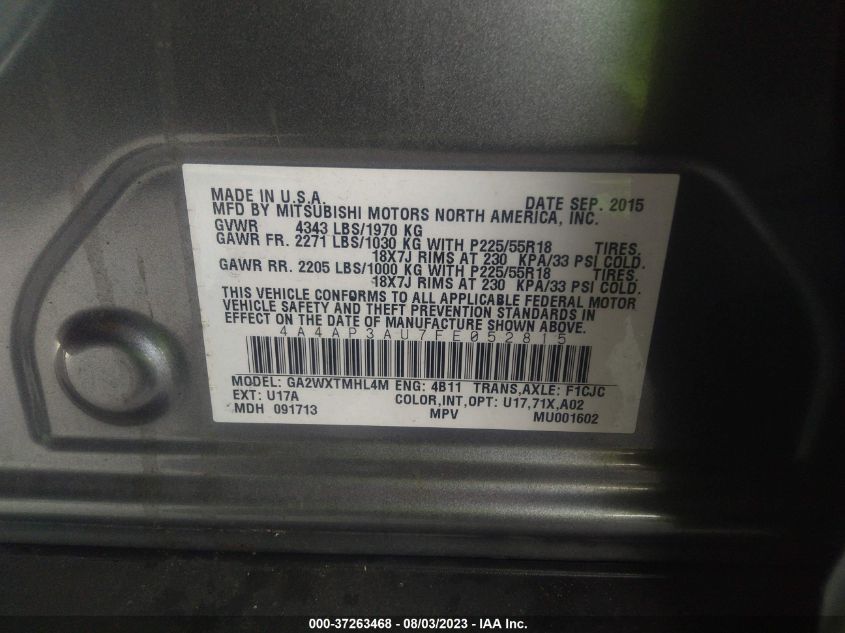 MADE IN U.S.A. DATE SEP. 2015
MFD BY MITSUBISHI MOTORS NORTH AMERICA, INC.
GVWR 4343 LBS/1970 KG
GAWR FR. 2271 LBS/1030 KG WITH P225/55R18 TIRES,
18X7J RIMS AT 230 KPA/33 PSI COLD.
GAWR RR. 2205 LBS/1000 KG WITH P225/55R18 TIRES,
18X7J RIMS AT 230 KPA/33 PSI COLD.
THIS VEHICLE CONFORMS TO ALL APPLICABLE FEDERAL MOTOR
VEHICLE SAFETY AND THEFT PREVENTION STANDARDS IN
EFFECT ON THE DATE OF MANUFACTURE SHOWN ABOVE.
4A4AP3AU7FE052815
MODEL: GA2WXTMHL4M ENG: 4B11 TRANS,AXLE: F1CJC
EXT: U17A COLOR,INT,OPT: U17,71X,A02
MDH 091713 MPV MU001602
000-37263468 - 08/03/2023 - IAA Inc.